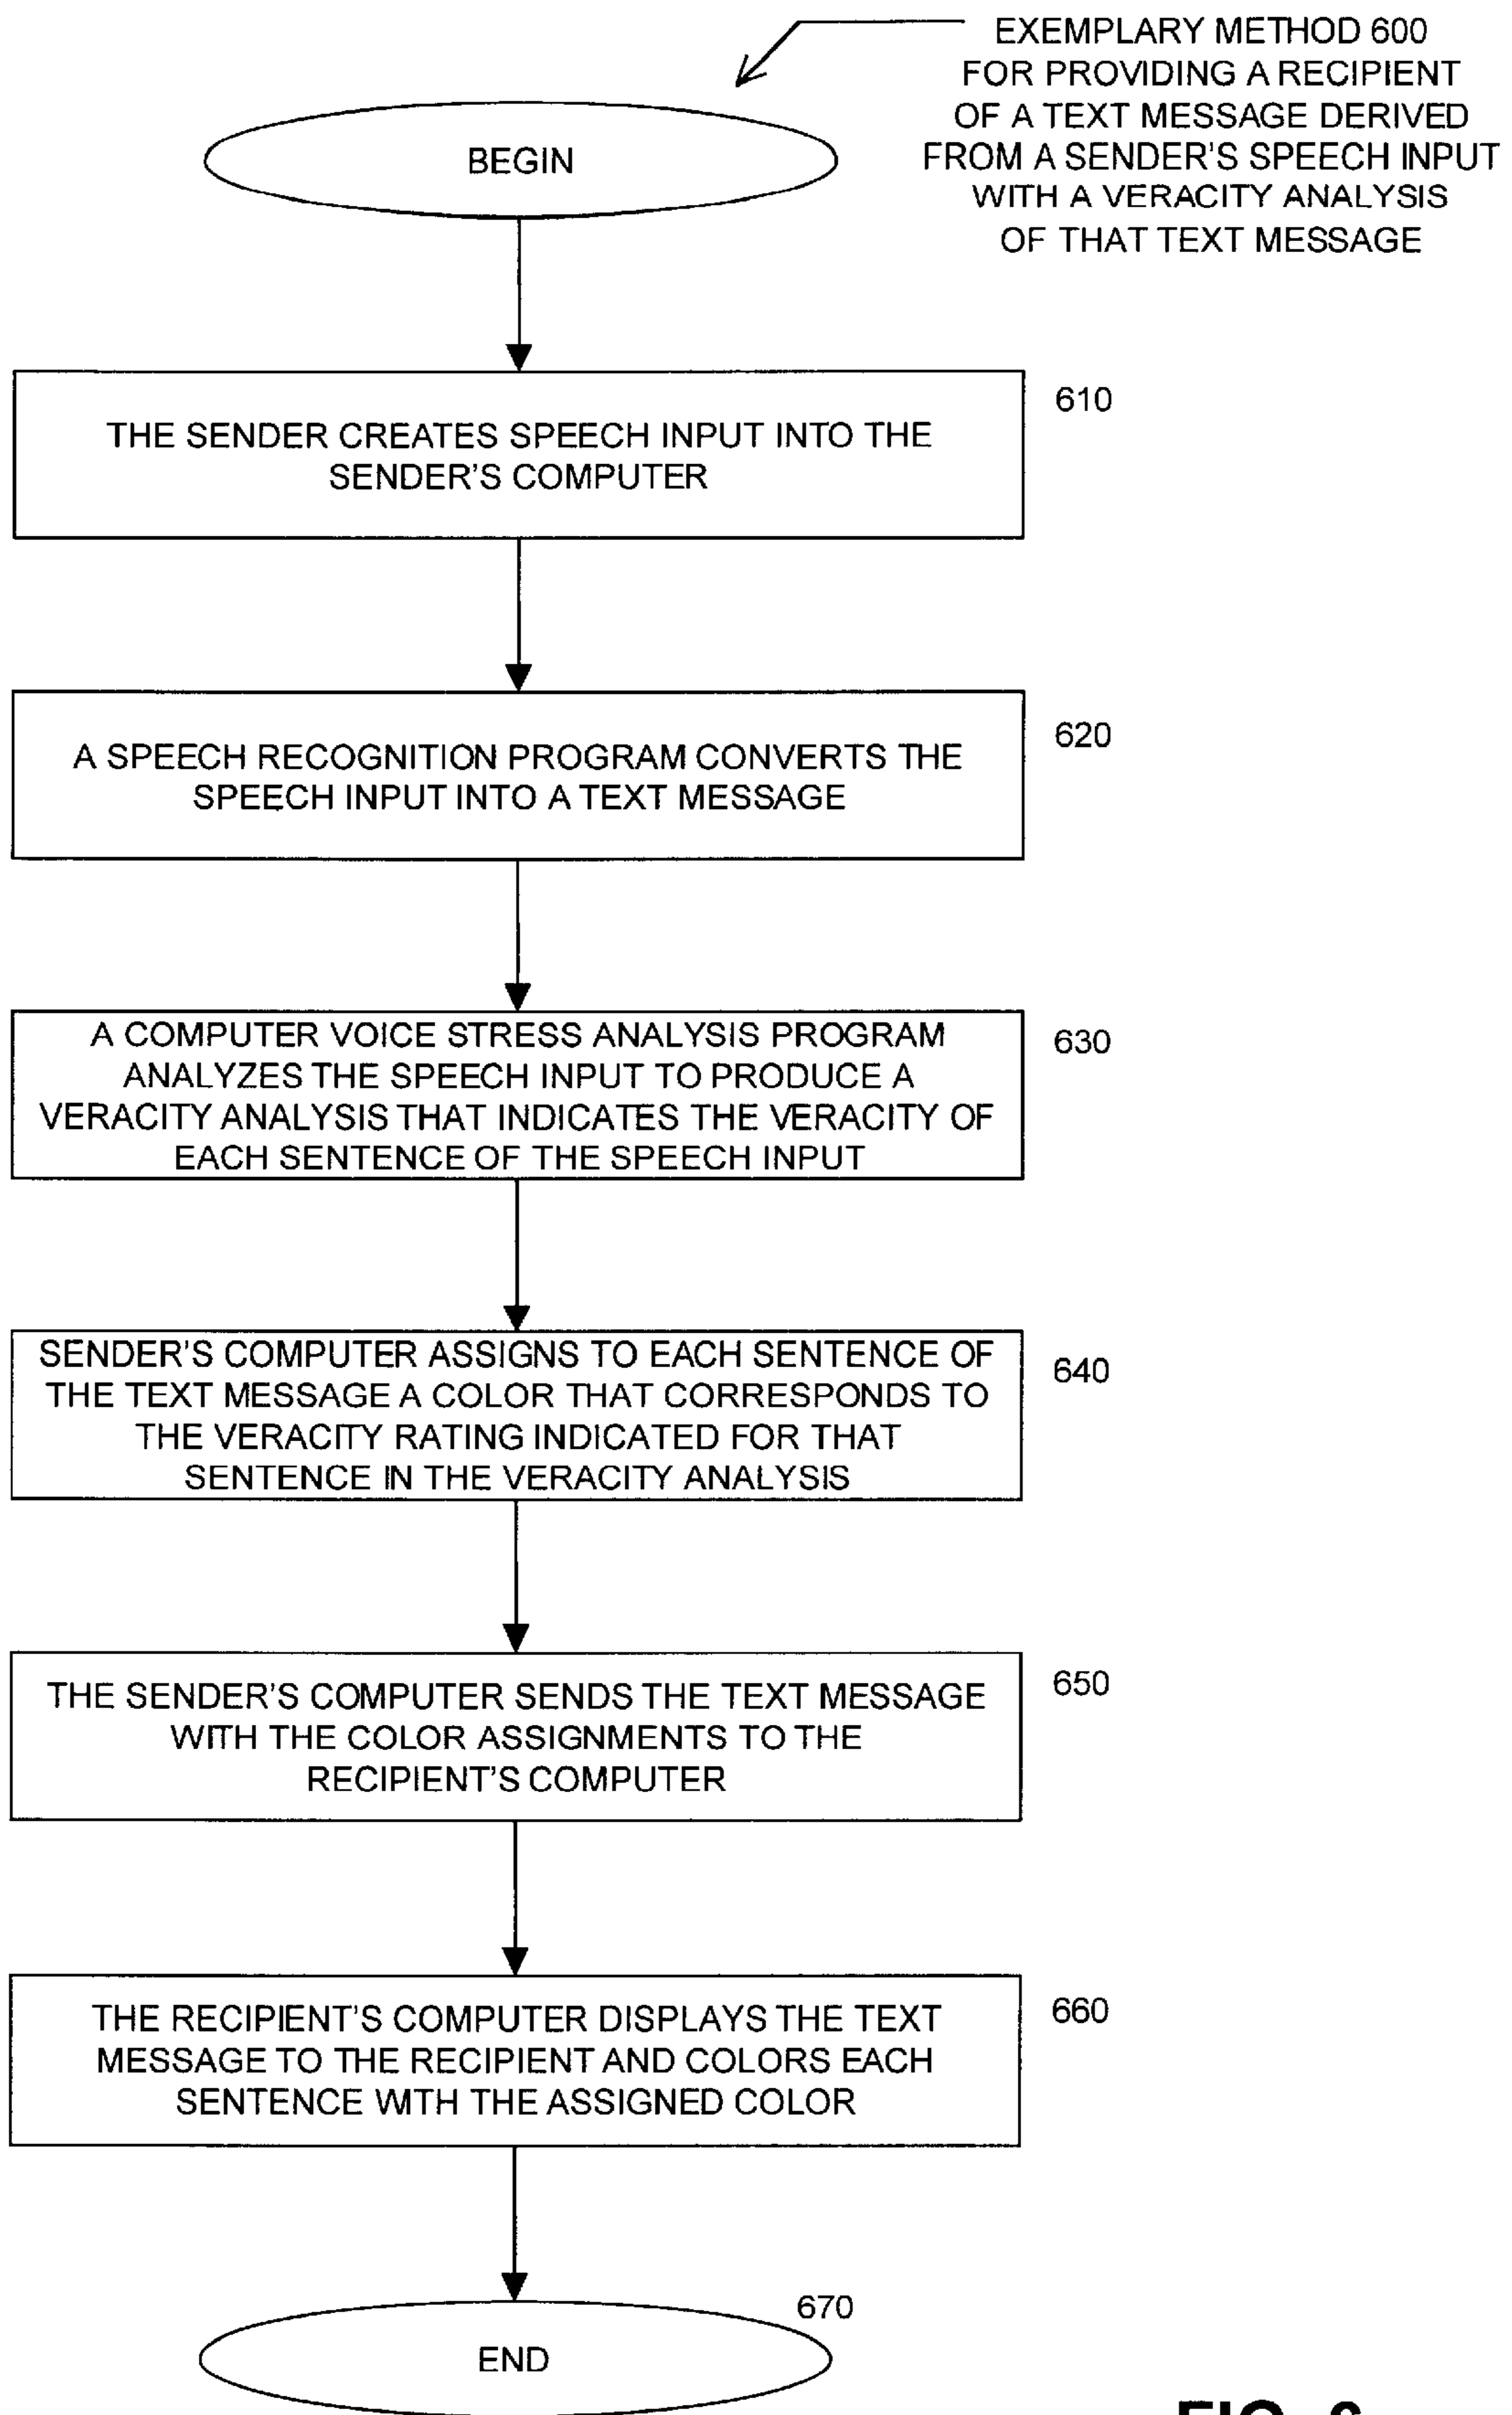 EXEMPLARY METHOD 600
FOR PROVIDING A RECIPIENT
OF A TEXT MESSAGE DERIVED
FROM A SENDER'S SPEECH INPUT
WITH A VERACITY ANALYSIS
OF THAT TEXT MESSAGE
BEGIN
610
THE SENDER CREATES SPEECH INPUT INTO THE
SENDER'S COMPUTER
620
A SPEECH RECOGNITION PROGRAM CONVERTS THE
SPEECH INPUT INTO A TEXT MESSAGE
630
A COMPUTER VOICE STRESS ANALYSIS PROGRAM
ANALYZES THE SPEECH INPUT TO PRODUCE A
VERACITY ANALYSIS THAT INDICATES THE VERACITY OF
EACH SENTENCE OF THE SPEECH INPUT
640
SENDER'S COMPUTER ASSIGNS TO EACH SENTENCE OF
THE TEXT MESSAGE A COLOR THAT CORRESPONDS TO
THE VERACITY RATING INDICATED FOR THAT
SENTENCE IN THE VERACITY ANALYSIS
650
THE SENDER'S COMPUTER SENDS THE TEXT MESSAGE
WITH THE COLOR ASSIGNMENTS TO THE
RECIPIENT'S COMPUTER
660
THE RECIPIENT'S COMPUTER DISPLAYS THE TEXT
MESSAGE TO THE RECIPIENT AND COLORS EACH
SENTENCE WITH THE ASSIGNED COLOR
670
END